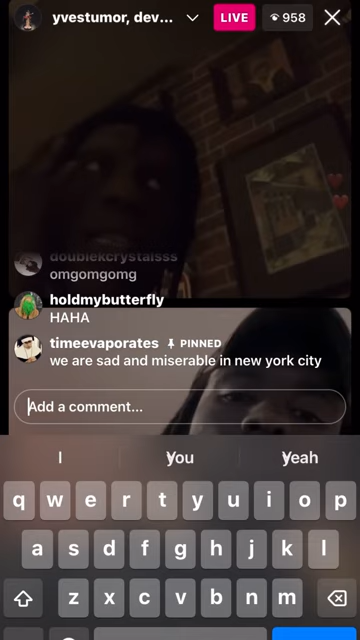 yvestumor, dev...
LIVE
958
doublekcrystalsss
omgomgomg
holdmybutterfly
HAHA
timeevaporates PINNED
we are sad and miserable in new york city
Add a comment...
I You Yeah
q w e r t y u i o p
a s d f g h j k l
z x c v b n m